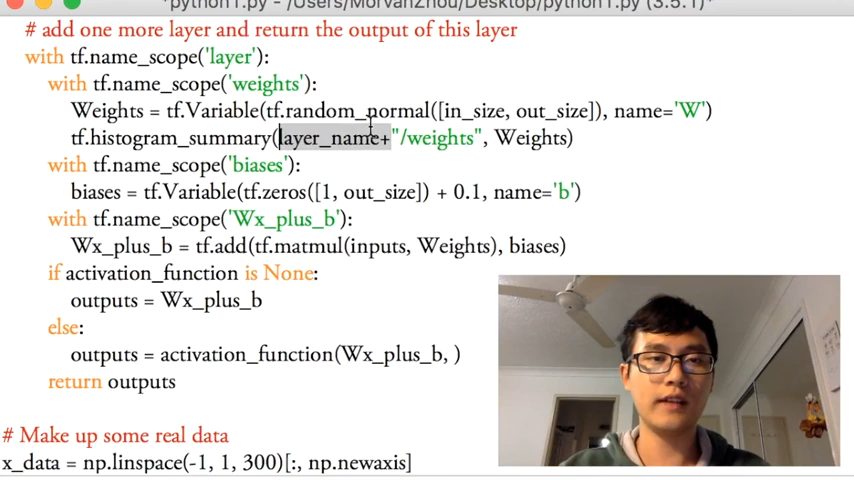 *python1.py - /Users/MorvanZhou/Desktop/python1.py (3.5.1)*
# add one more layer and return the output of this layer
with tf.name_scope('layer'):
with tf.name_scope('weights'):
Weights = tf.Variable(tf.random_normal([in_size, out_size]), name='W')
tf.histogram_summary(layer_name+"/weights", Weights)
with tf.name_scope('biases'):
biases = tf.Variable(tf.zeros([1, out_size]) + 0.1, name='b')
with tf.name_scope('Wx_plus_b'):
Wx_plus_b = tf.add(tf.matmul(inputs, Weights), biases)
if activation_function is None:
outputs = Wx_plus_b
else:
outputs = activation_function(Wx_plus_b, )
return outputs
# Make up some real data
x_data = np.linspace(-1, 1, 300)[:, np.newaxis]